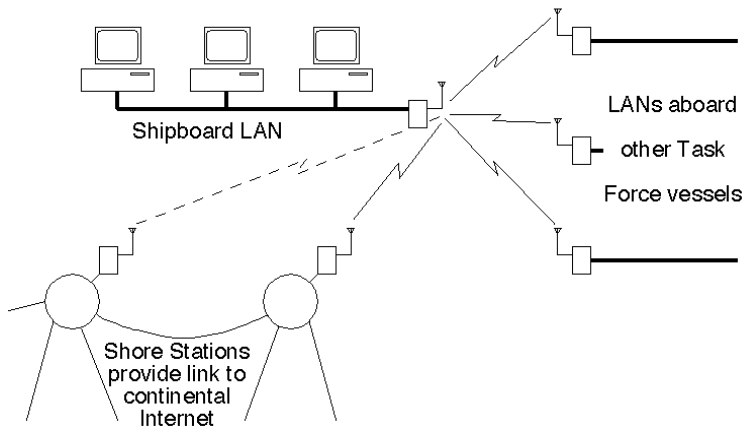 Shipboard LAN
LANs aboard
other Task
Force vessels
Shore Stations
provide link to
continental
Internet